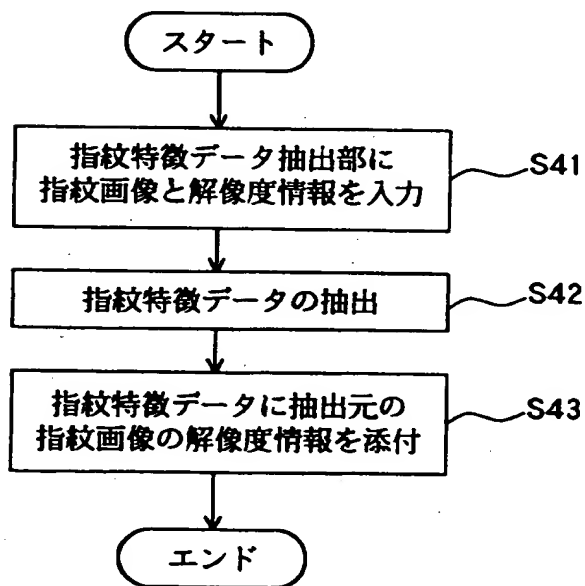 スタート
指紋特徴データ抽出部に
指紋画像と解像度情報を入力
S41
指紋特徴データの抽出
S42
指紋特徴データに抽出元の
指紋画像の解像度情報を添付
S43
エンド